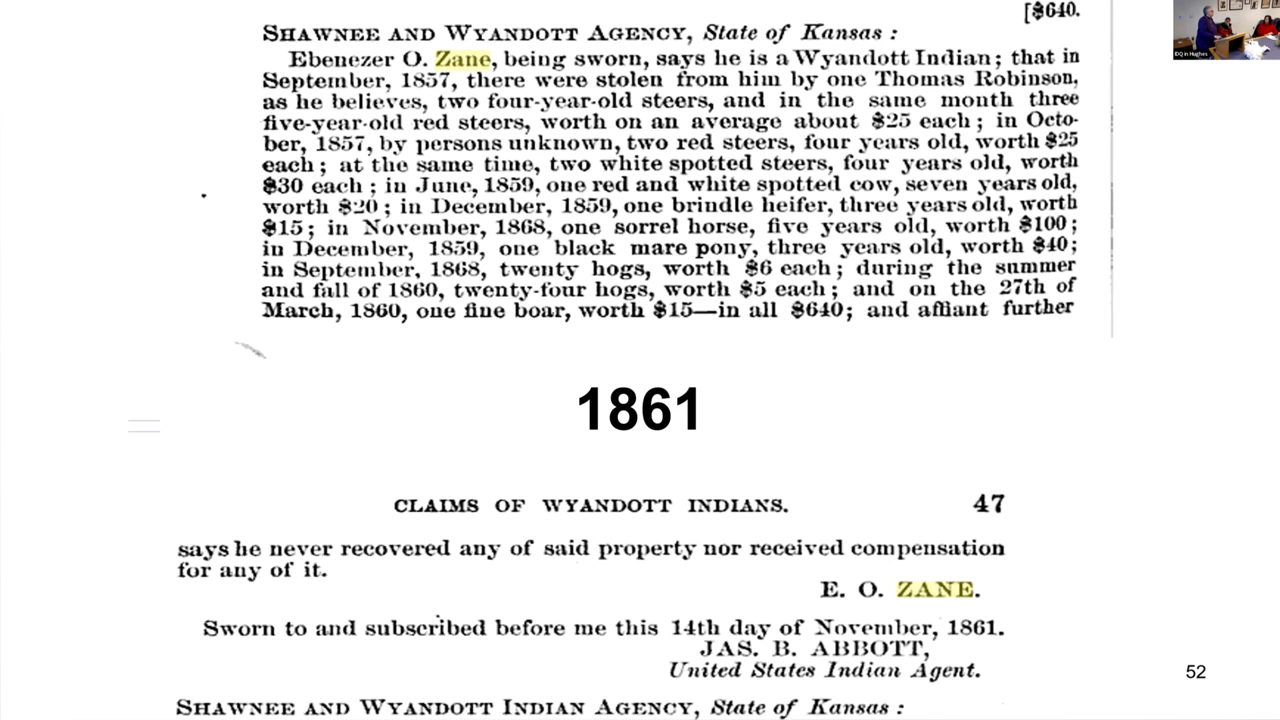 [$640.
SHAWNEE AND WYANDOTT AGENCY, State of Kansas :
Ebenezer O. Zane, being sworn, says he is a Wyandott Indian; that in
September, 1857, there were stolen from him by one Thomas Robinson,
as he believes, two four-year-old steers, and in the same month three
five-year-old red steers, worth on an average about $25 each; in Octo-
ber, 1857, by persons unknown, two red steers, four years old, worth $25
each; at the same time, two white spotted steers, four years old, worth
$30 each; in June, 1859, one red and white spotted cow, seven years old,
worth $20; in December, 1859, one brindle heifer, three years old, worth
$15; in November, 1868, one sorrel horse, five years old, worth $100;
in December, 1859, one black mare pony, three years old, worth $40;
in September, 1868, twenty hogs, worth $6 each; during the summer
and fall of 1860, twenty-four hogs, worth $5 each; and on the 27th of
March, 1860, one fine boar, worth $15—in all $640; and affiant further
1861
CLAIMS OF WYANDOTT INDIANS. 47
says he never recovered any of said property nor received compensation
for any of it.
E. O. ZANE.
Sworn to and subscribed before me this 14th day of November, 1861.
JAS. B. ABBOTT,
United States Indian Agent.
52
SHAWNEE AND WYANDOTT INDIAN AGENCY, State of Kansas :